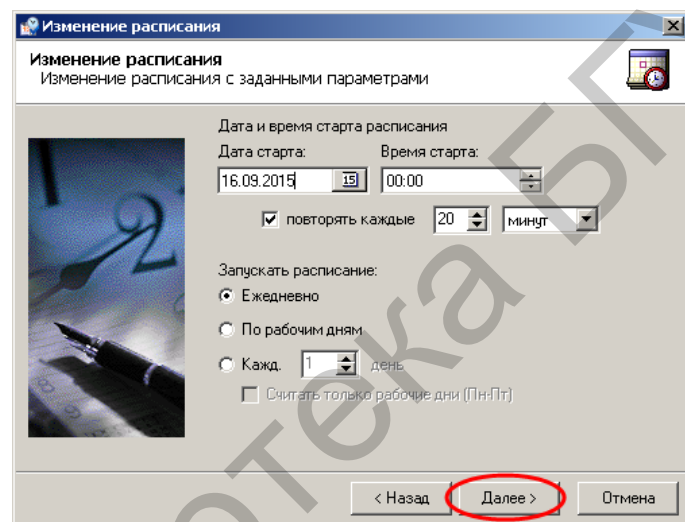 Изменение расписания
Изменение расписания
Изменение расписания с заданными параметрами
Дата и время старта расписания
Дата старта: Время старта:
16.09.2015 15 00:00
повторять каждые 20 минут
Запускать расписание:
Ежедневно
По рабочим дням
Кажд. 1 день
Считать только рабочие дни (Пн-Пт)
< Назад Далее > Отмена